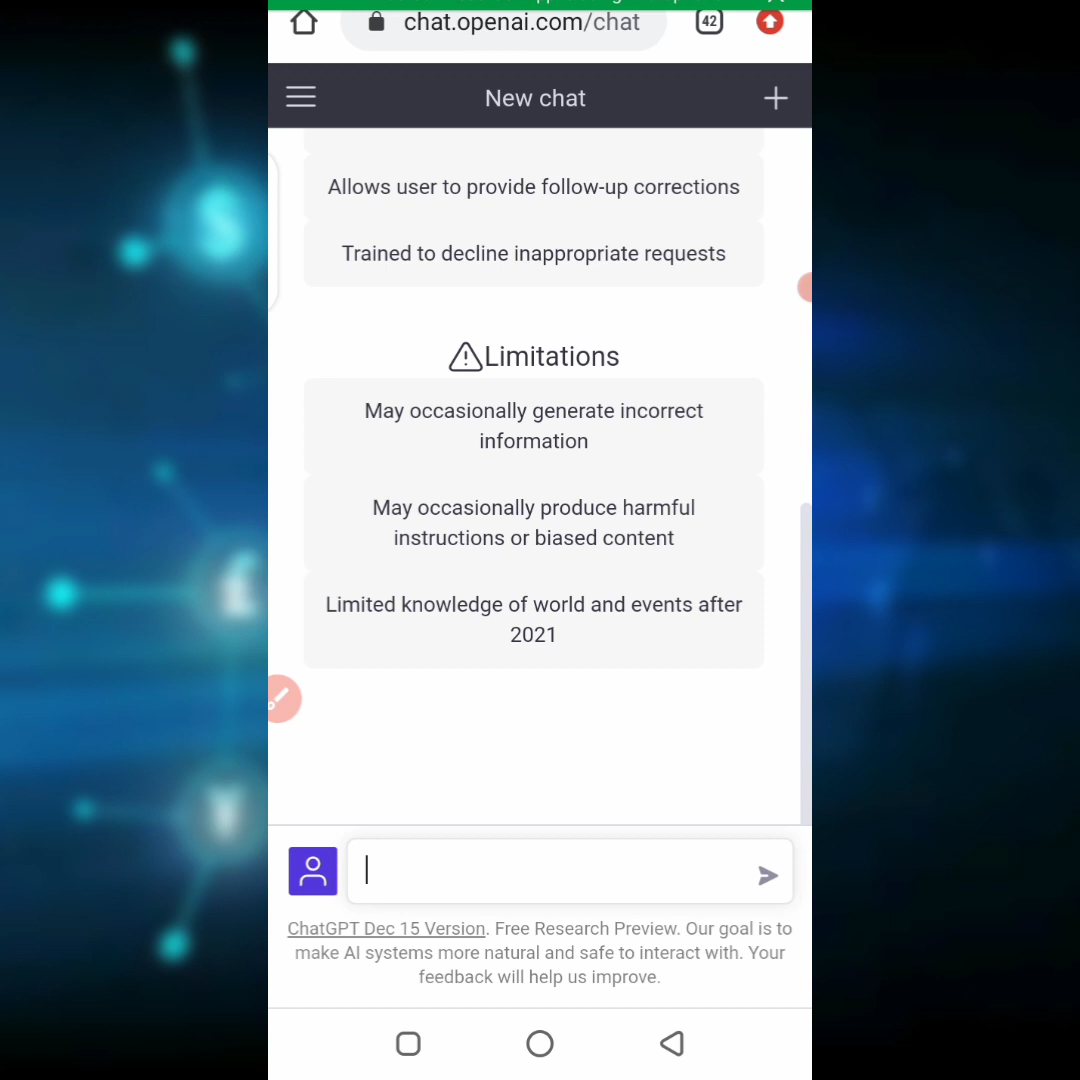 chat.openai.com/chat
42
New chat
Allows user to provide follow-up corrections
Trained to decline inappropriate requests
Limitations
May occasionally generate incorrect
information
May occasionally produce harmful
instructions or biased content
Limited knowledge of world and events after
2021
ChatGPT Dec 15 Version. Free Research Preview. Our goal is to
make AI systems more natural and safe to interact with. Your
feedback will help us improve.
$
£
¥